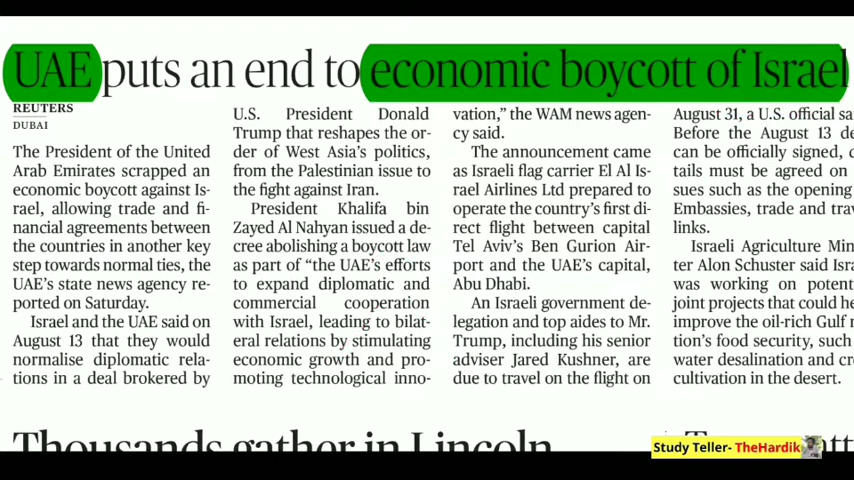 UAE puts an end to economic boycott of Israel
REUTERS
DUBAI
The President of the United
Arab Emirates scrapped an
economic boycott against Is-
rael, allowing trade and fi-
nancial agreements between
the countries in another key
step towards normal ties, the
UAE's state news agency re-
ported on Saturday.
Israel and the UAE said on
August 13 that they would
normalise diplomatic rela-
tions in a deal brokered by
U.S. President Donald
Trump that reshapes the or-
der of West Asia's politics,
from the Palestinian issue to
the fight against Iran.
President Khalifa bin
Zayed Al Nahyan issued a de-
cree abolishing a boycott law
as part of "the UAE's efforts
to expand diplomatic and
commercial cooperation
with Israel, leading to bilat-
eral relations by stimulating
economic growth and pro-
moting technological inno-
vation," the WAM news agen-
cy said.
The announcement came
as Israeli flag carrier El Al Is-
rael Airlines Ltd prepared to
operate the country's first di-
rect flight between capital
Tel Aviv's Ben Gurion Air-
port and the UAE's capital,
Abu Dhabi.
An Israeli government de-
legation and top aides to Mr.
Trump, including his senior
adviser Jared Kushner, are
due to travel on the flight on
August 31, a U.S. official
Before the August 13
can be officially signed,
tails must be agreed on
sues such as the opening
Embassies, trade and
links.
Israeli Agriculture
ter Alon Schuster said
was working on
joint projects that could
improve the oil-rich Gulf
tion's food security, such
water desalination and
cultivation in the desert.
Thousands gather in Lincoln
Study Teller- TheHardik